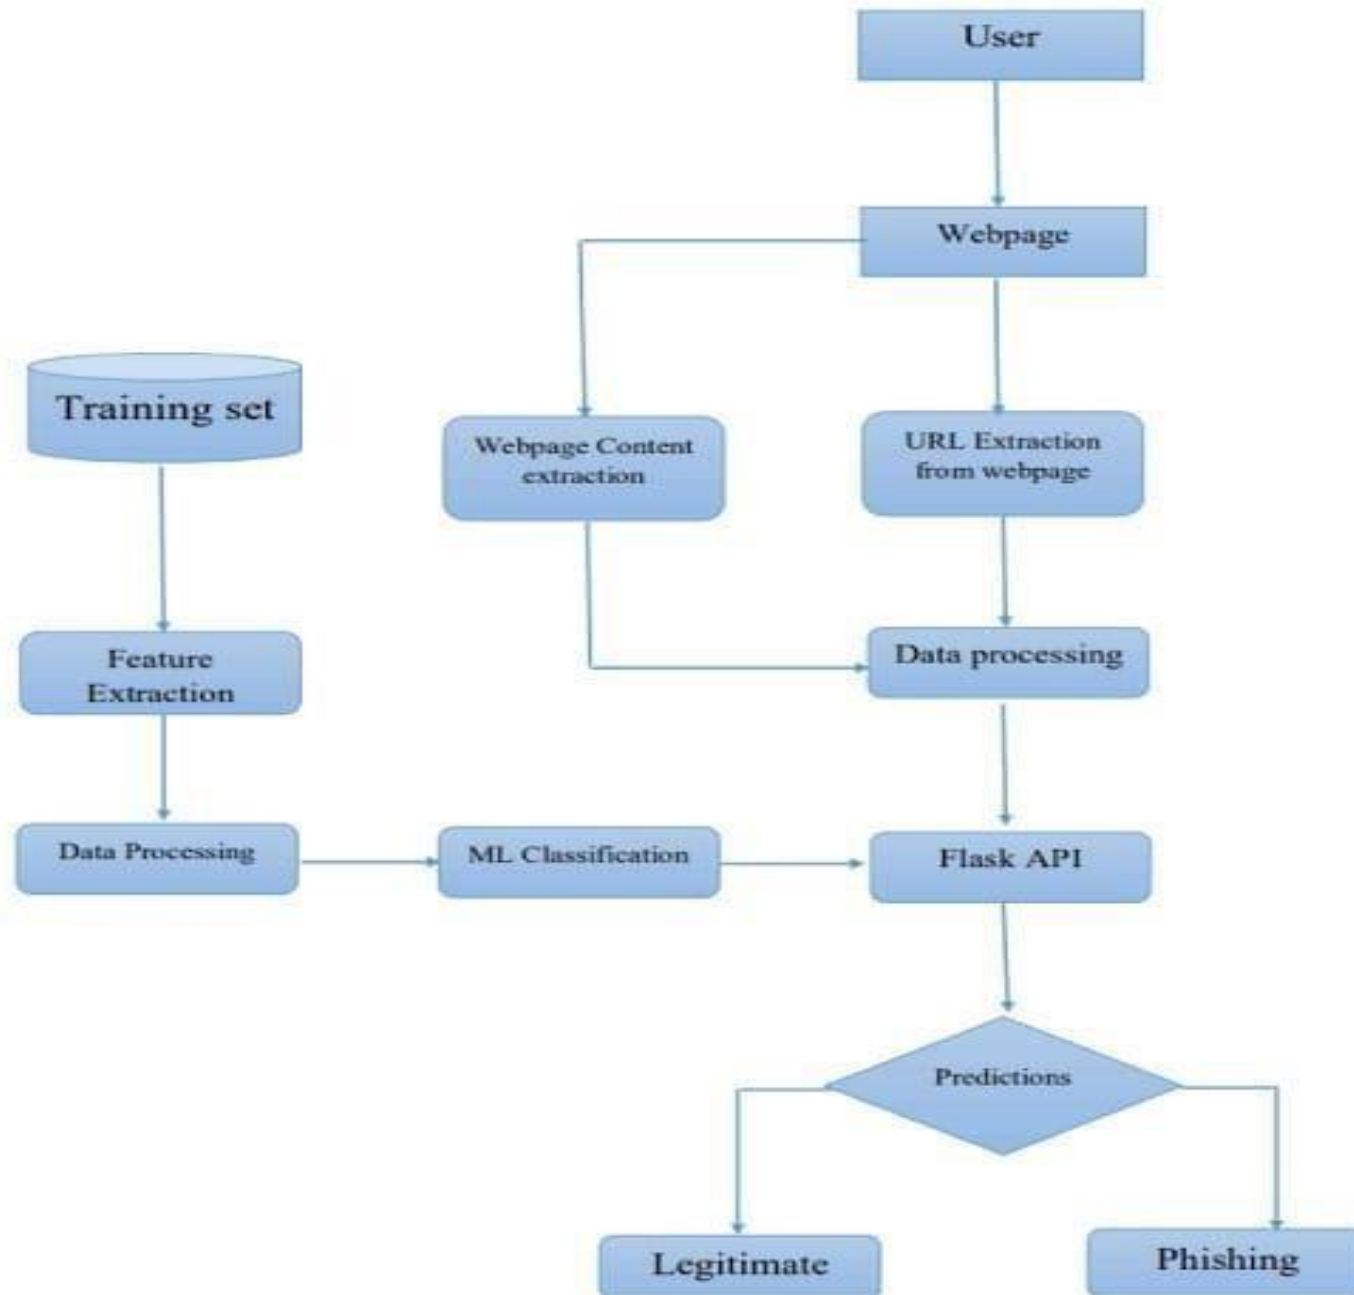 User
Webpage
Training set
Webpage Content
extraction
URL Extraction
from webpage
Feature
Extraction
Data processing
Data Processing
ML Classification
Flask API
Predictions
Legitimate
Phishing